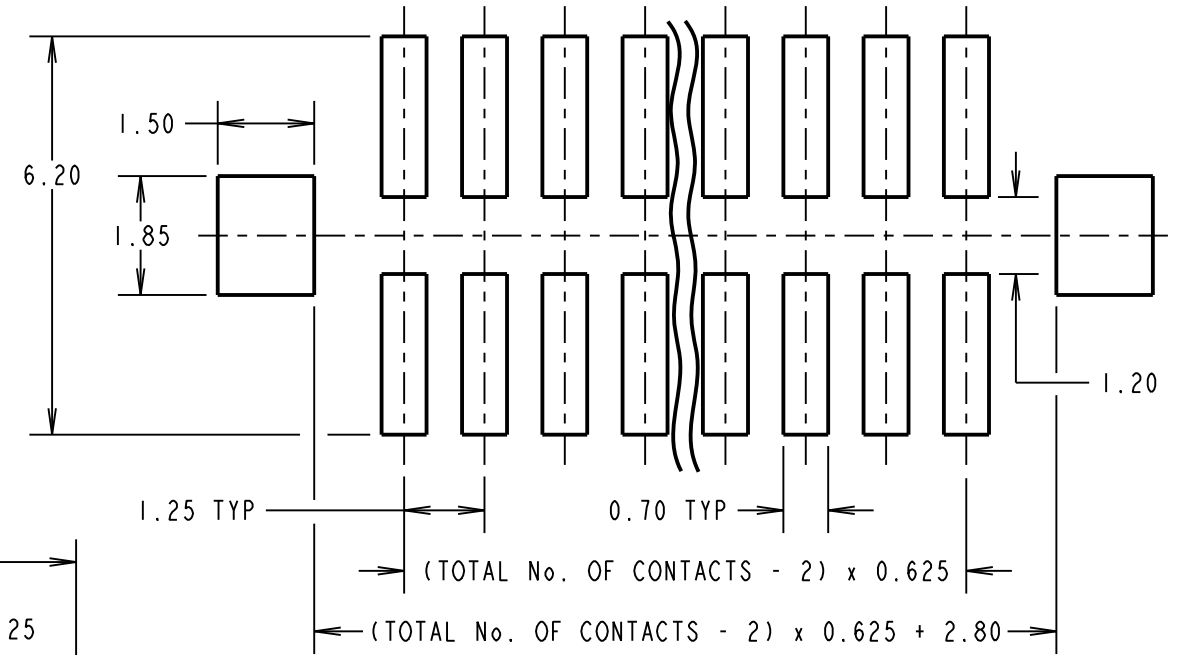 1.50
6.20
1.85
1.20
1.25 TYP
0.70 TYP
(TOTAL No. OF CONTACTS - 2) x 0.625
25
(TOTAL No. OF CONTACTS - 2) x 0.625 + 2.80